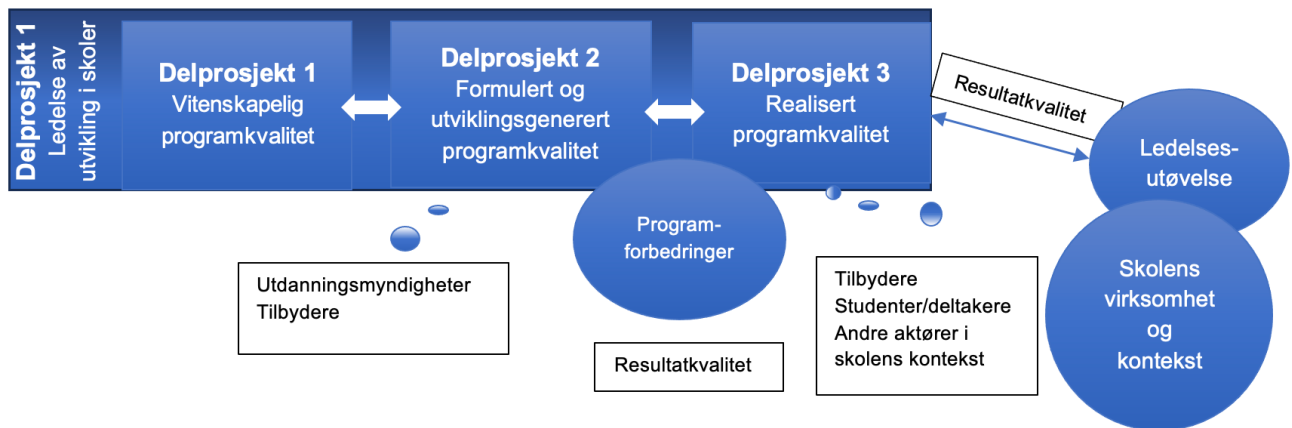 Delprosjekt 1
Ledelse av
utvikling i skoler
Delprosjekt 1
Vitenskapelig
programkvalitet
Delprosjekt 2
Formulert og
utviklingsgenerert
programkvalitet
Delprosjekt 3
Realisert
programkvalitet
Resultatkvalitet
Ledelses-
utøvelse
Program-
forbedringer
Utdanningsmyndigheter
Tilbydere
Resultatkvalitet
Tilbydere
Studenter/deltakere
Andre aktører i
skolens kontekst
Skolens
virksomhet
og
kontekst